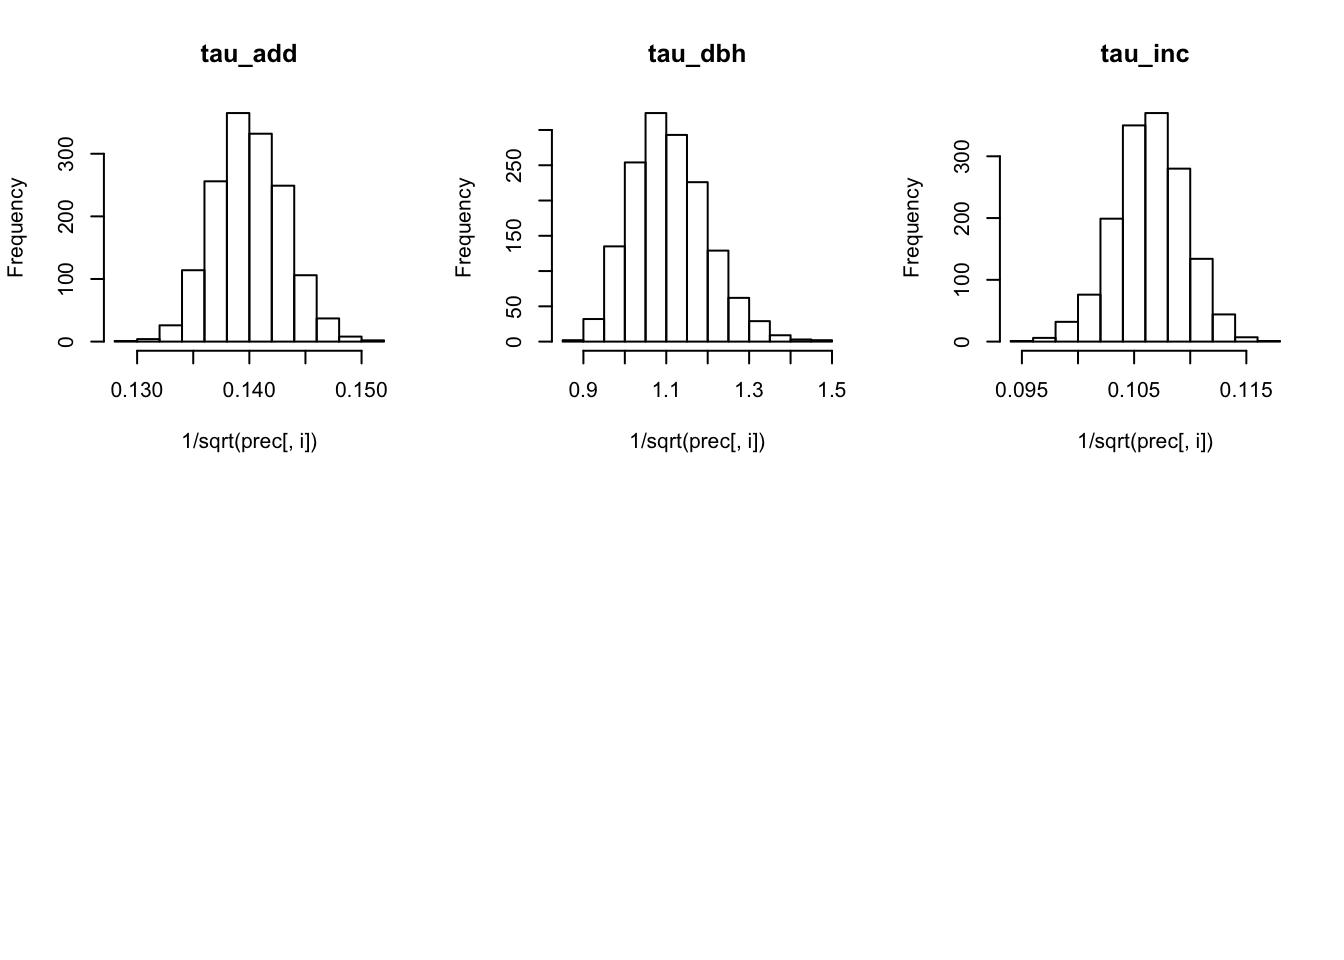 tau_add
Frequency
300
200
100
0
0.130 0.140 0.150
1/sqrt(prec[, i])
tau_dbh
Frequency
250
150
50
0
0.9 1.1 1.3 1.5
1/sqrt(prec[, i])
tau_inc
Frequency
300
200
100
0
0.095 0.105 0.115
1/sqrt(prec[, i])